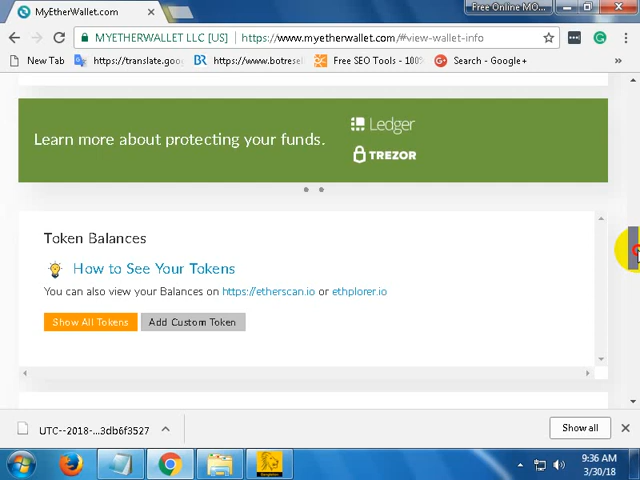 MyEtherWallet.com
Free Online MO...
MYETHERWALLET LLC [US]
https://www.myetherwallet.com/#view-wallet-info
New Tab
https://translate.goo
BR
https://www.botresel
Free SEO Tools - 100%
Search - Google+
Learn more about protecting your funds.
Ledger
TREZOR
Token Balances
How to See Your Tokens
You can also view your Balances on https://etherscan.io or ethplorer.io
Show All Tokens
Add Custom Token
UTC--2018-...3db6f3527
Show all
9:36 AM
3/30/18